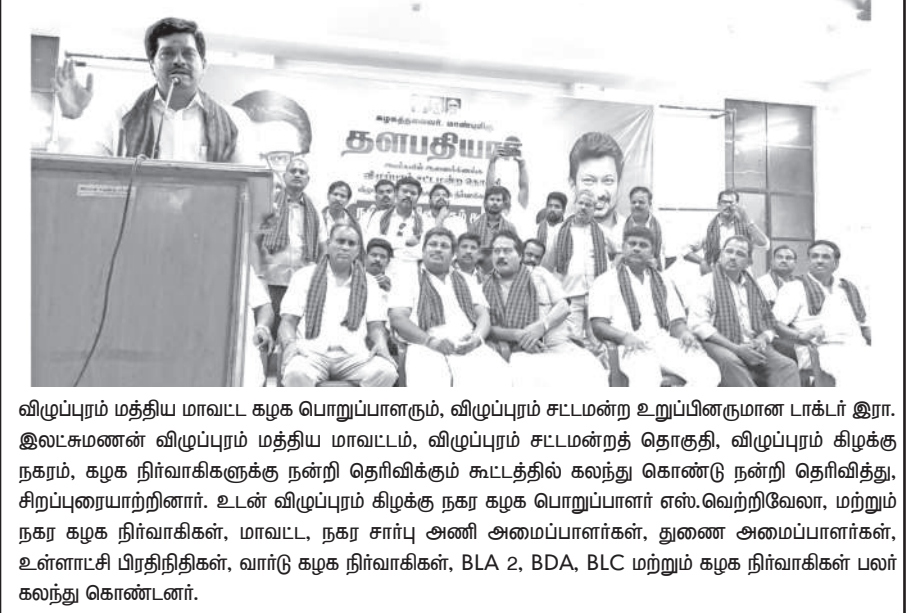 கழகத்தலைவர், மாண்புமிகு
விழுப்புரம் மத்திய மாவட்ட கழக பொறுப்பாளரும், விழுப்புரம் சட்டமன்ற உறுப்பினருமான டாக்டர் இரா.
இலட்சுமணன் விழுப்புரம் மத்திய மாவட்டம், விழுப்புரம் சட்டமன்றத் தொகுதி, விழுப்புரம் கிழக்கு
நகரம், கழக நிர்வாகிகளுக்கு நன்றி தெரிவிக்கும் கூட்டத்தில் கலந்து கொண்டு நன்றி தெரிவித்து,
சிறப்புரையாற்றினார். உடன் விழுப்புரம் கிழக்கு நகர கழக பொறுப்பாளர் எஸ்.வெற்றிவேலா, மற்றும்
நகர கழக நிர்வாகிகள், மாவட்ட, நகர சார்பு அணி அமைப்பாளர்கள், துணை அமைப்பாளர்கள்,
உள்ளாட்சி பிரதிநிதிகள், வார்டு கழக நிர்வாகிகள், BLA 2, BDA, BLC மற்றும் கழக நிர்வாகிகள் பலர்
கலந்து கொண்டனர்.